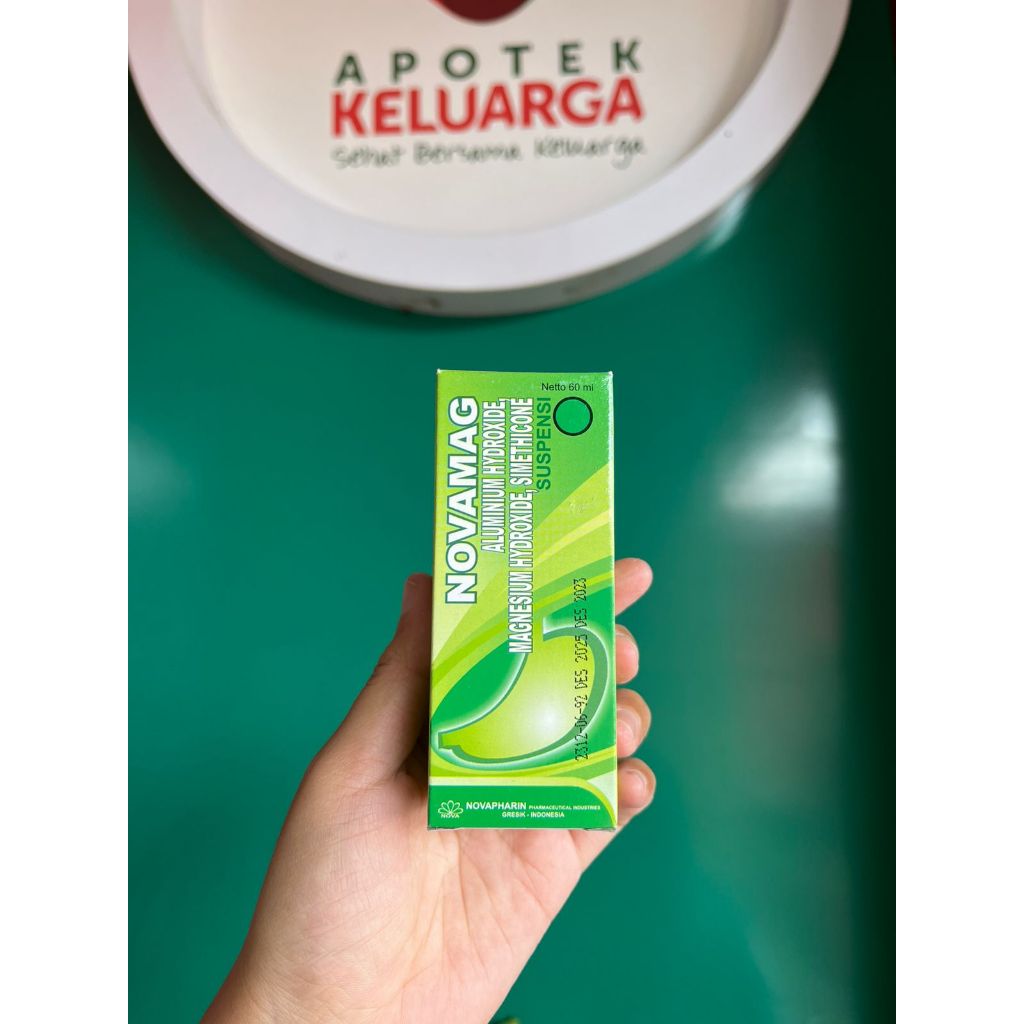 APOTEK
KELUARGA
Sehat Bersama Keluarga
Netto 60 ml
NOVAMAG
ALUMINIUM HYDROXIDE,
MAGNESIUM HYDROXIDE, SIMETHICONE
SUSPENSI
2312-06-92 DES 2025 DES 2023
NOVA
NOVAPHARIN PHARMACEUTICAL INDUSTRIES
GRESIK - INDONESIA